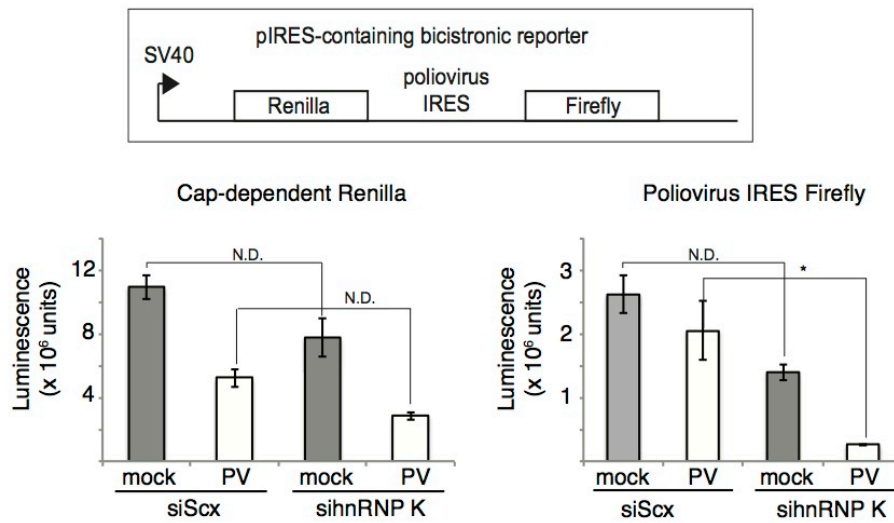 pIRES-containing bicistronic reporter
SV40
poliovirus
IRES
Renilla
Firefly
Cap-dependent Renilla
Luminescence
(x 10⁶ units)
12
8
4
N.D.
N.D.
mock
PV
mock
PV
siScx
sihnRNP K
Poliovirus IRES Firefly
Luminescence
(x 10⁶ units)
3
2
1
N.D.
*
mock
PV
mock
PV
siScx
sihnRNP K